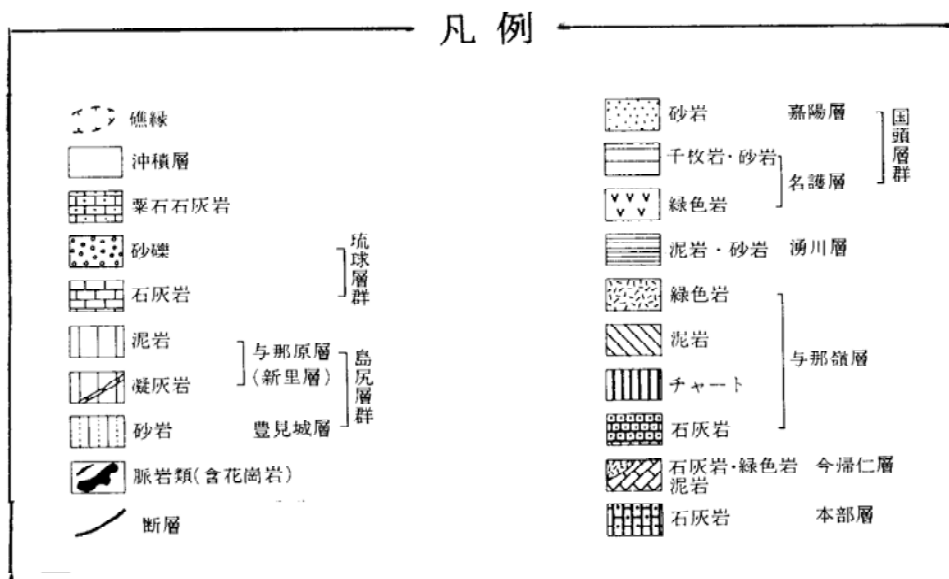 凡例
礁縁
沖積層
粟石石灰岩
砂礫
石灰岩
琉球層群
泥岩
凝灰岩
与那原層
(新里層)
砂岩
豊見城層
島尻層群
脈岩類(含花崗岩)
断層
砂岩 嘉陽層
千枚岩・砂岩
緑色岩
名護層
国頭層群
泥岩・砂岩 湧川層
緑色岩
泥岩
チャート
石灰岩
与那嶺層
石灰岩・緑色岩 今帰仁層
泥岩
石灰岩 本部層